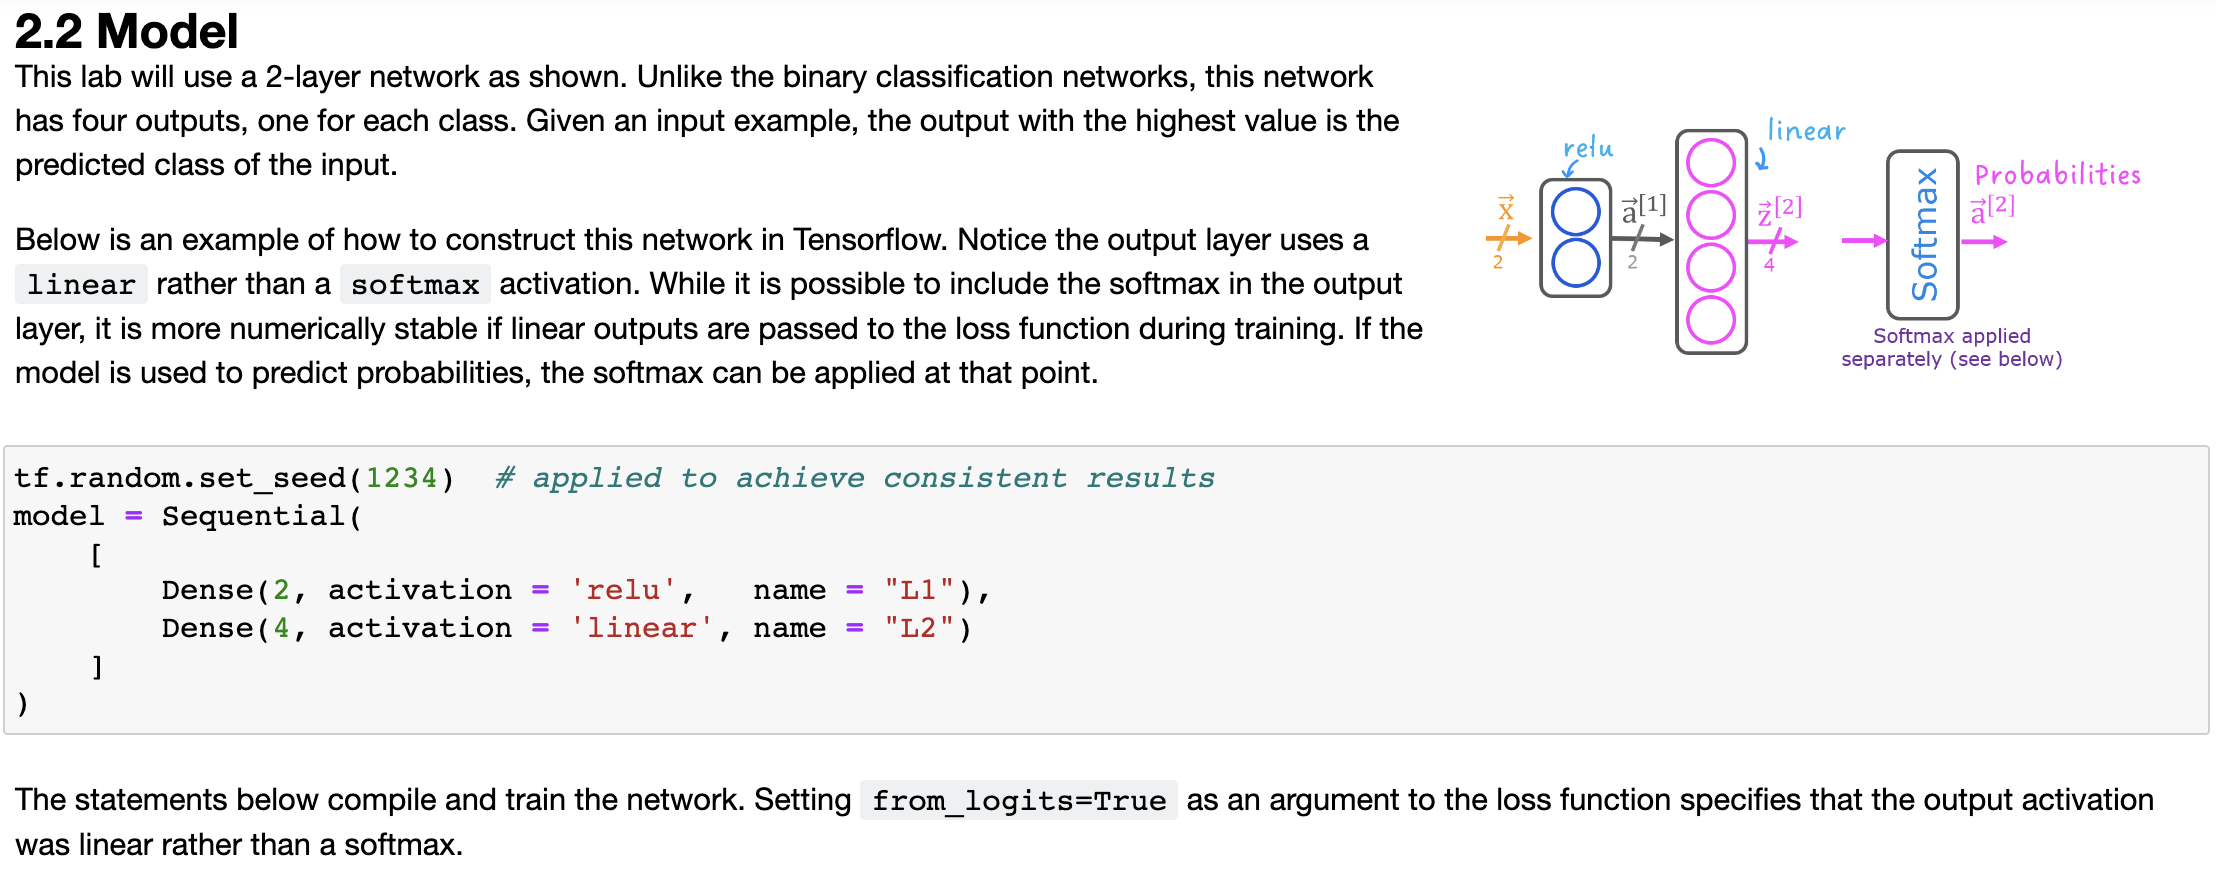 2.2 Model
This lab will use a 2-layer network as shown. Unlike the binary classification networks, this network
has four outputs, one for each class. Given an input example, the output with the highest value is the
predicted class of the input.
Below is an example of how to construct this network in Tensorflow. Notice the output layer uses a
linear rather than a softmax activation. While it is possible to include the softmax in the output
layer, it is more numerically stable if linear outputs are passed to the loss function during training. If the
model is used to predict probabilities, the softmax can be applied at that point.
relu
linear
x⃗
2
a⃗[1]
2
z⃗[2]
4
Softmax
Probabilities
a⃗[2]
Softmax applied
separately (see below)
tf.random.set_seed(1234)  # applied to achieve consistent results
model = Sequential(
    [
        Dense(2, activation = 'relu',   name = "L1"),
        Dense(4, activation = 'linear', name = "L2")
    ]
)
The statements below compile and train the network. Setting from_logits=True as an argument to the loss function specifies that the output activation
was linear rather than a softmax.